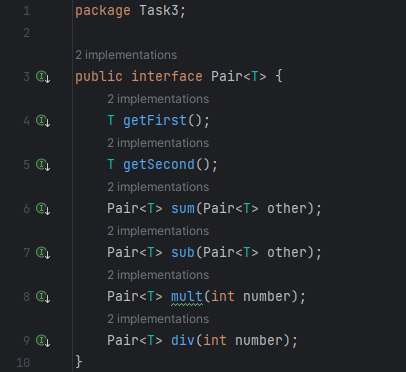 1 package Task3;
2
2 implementations
3 public interface Pair<T> {
2 implementations
4 T getFirst();
2 implementations
5 T getSecond();
2 implementations
6 Pair<T> sum(Pair<T> other);
2 implementations
7 Pair<T> sub(Pair<T> other);
2 implementations
8 Pair<T> mult(int number);
2 implementations
9 Pair<T> div(int number);
10 }